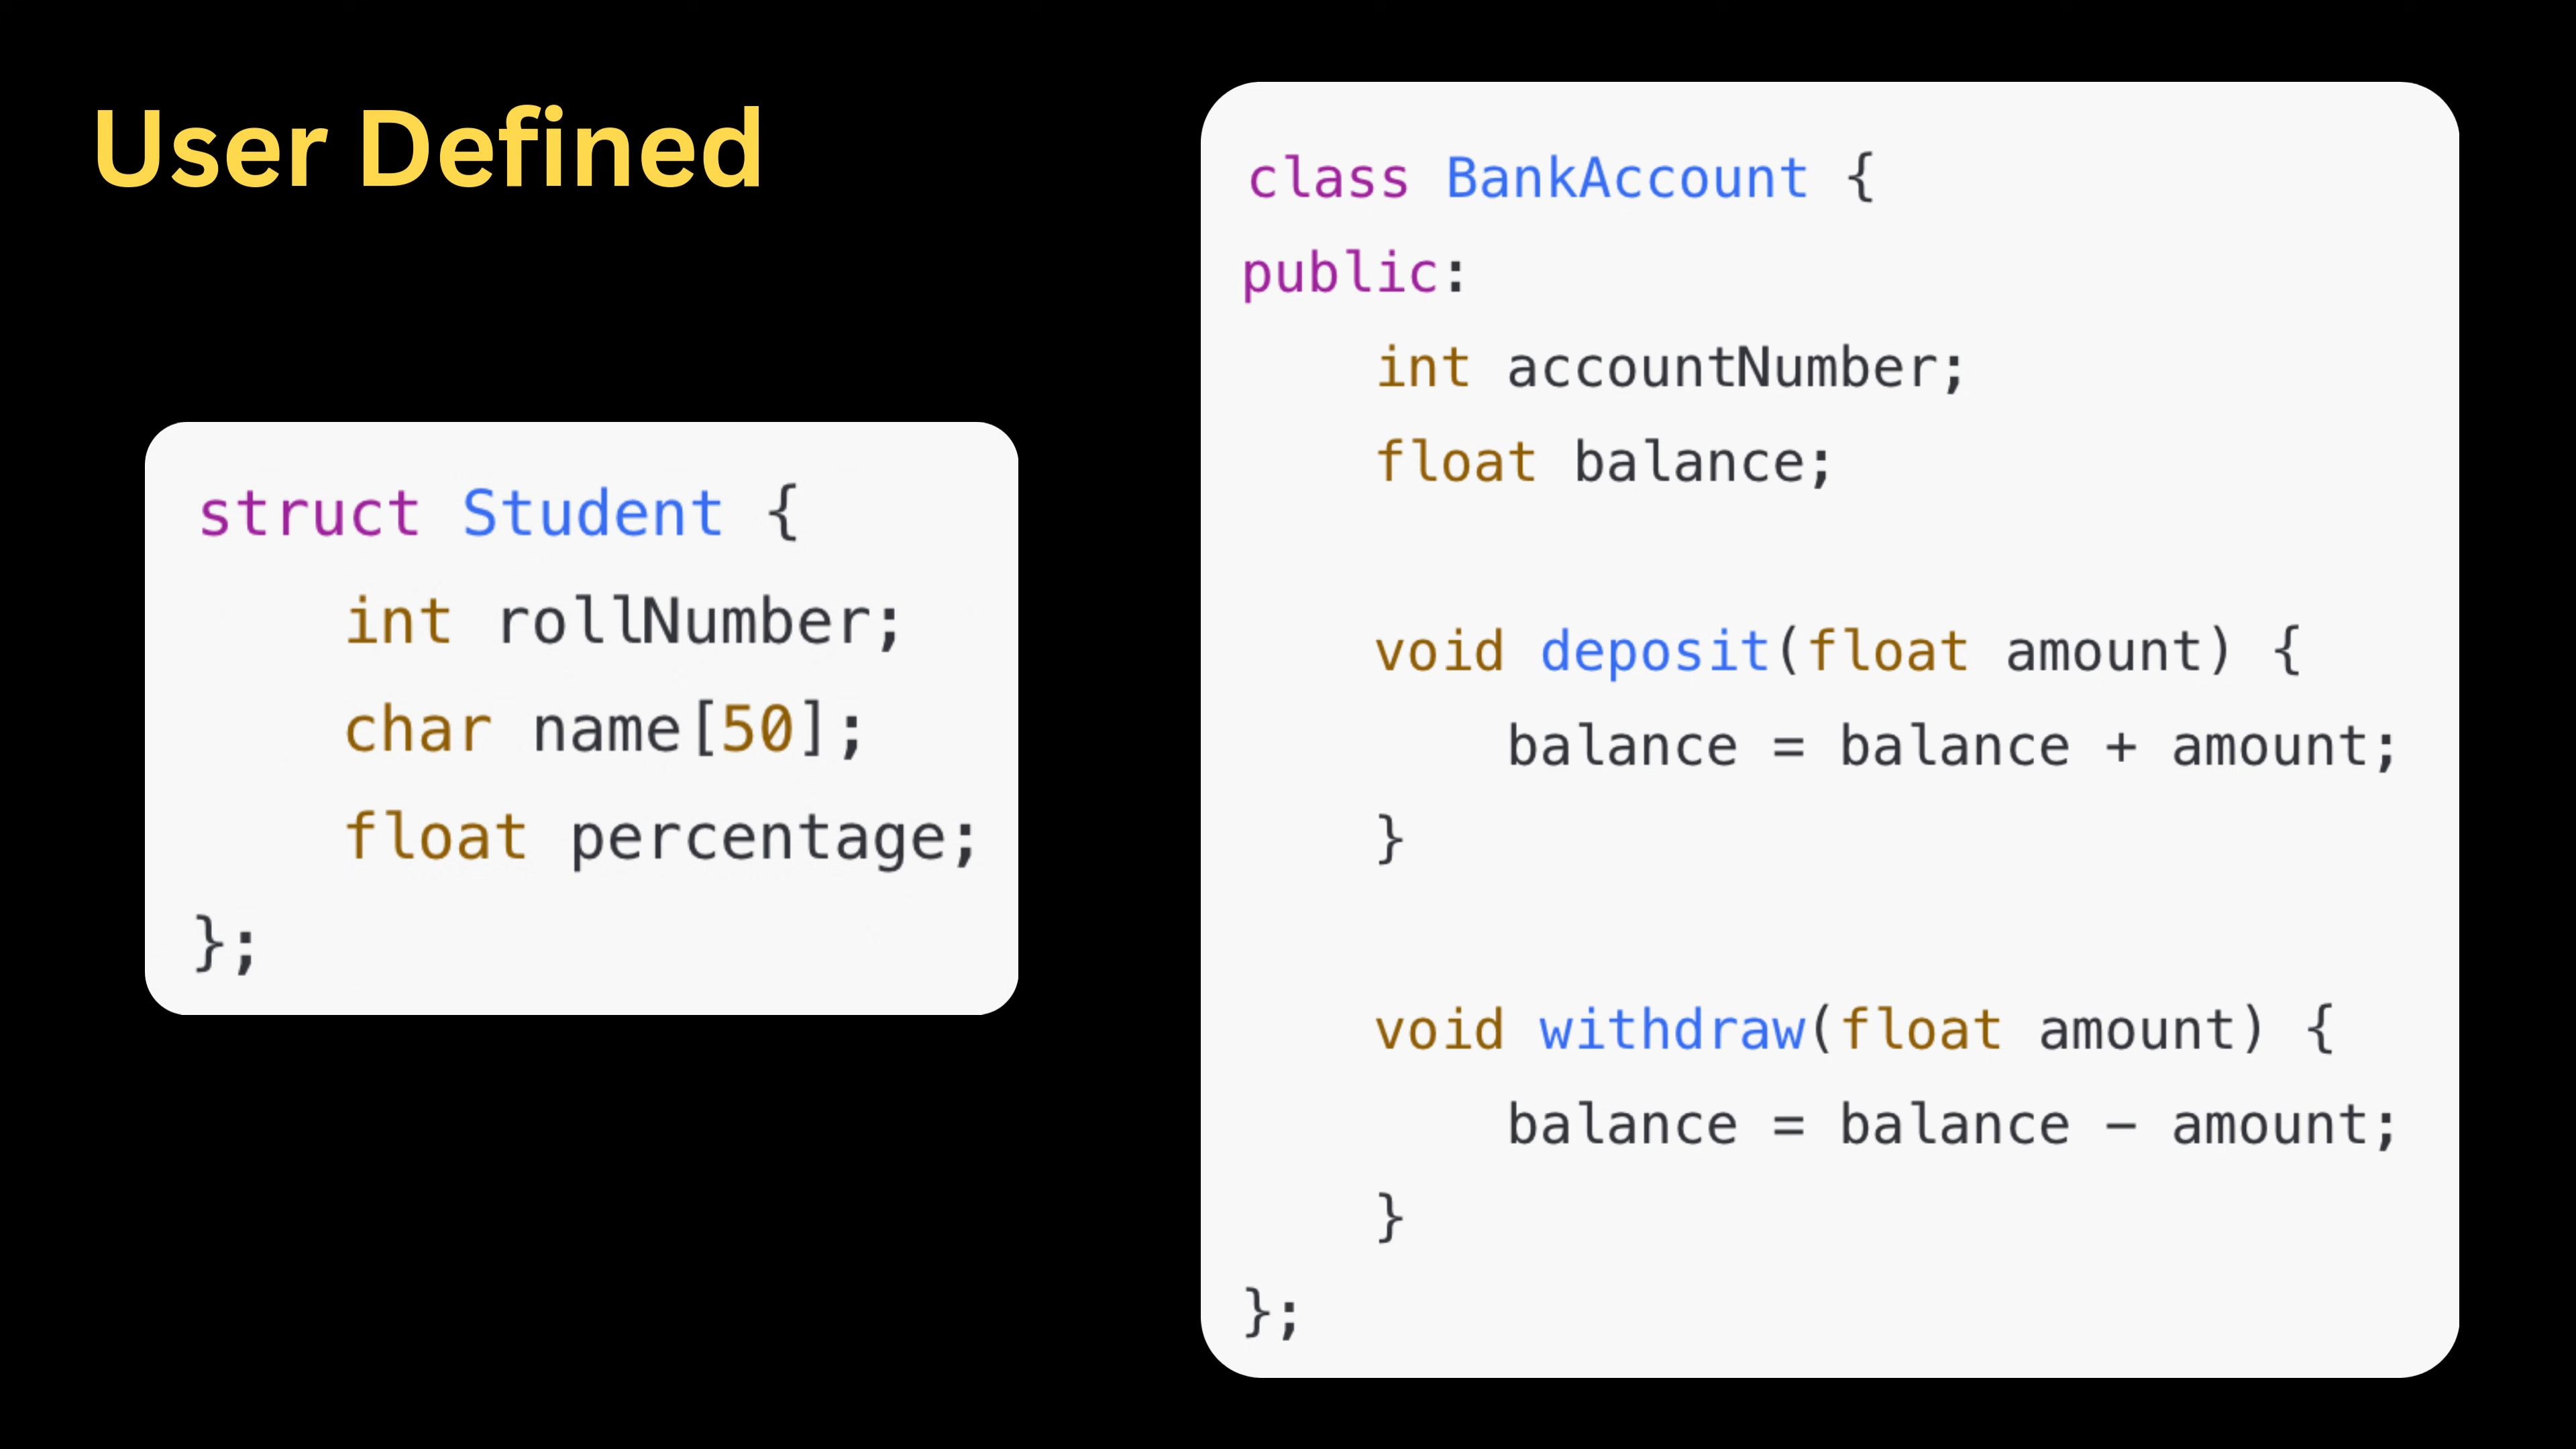 User Defined
struct Student {
    int rollNumber;
    char name[50];
    float percentage;
};
class BankAccount {
public:
    int accountNumber;
    float balance;
    void deposit(float amount) {
        balance = balance + amount;
    }
    void withdraw(float amount) {
        balance = balance − amount;
    }
};